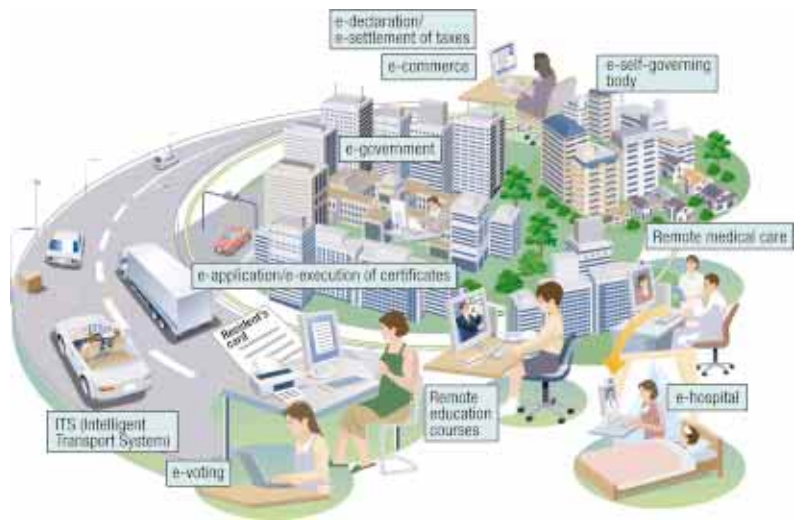 e-declaration/
e-settlement of taxes
e-commerce
e-self-governing
body
e-government
Remote medical care
e-application/e-execution of certificates
Resident's
card
Remote
education
courses
e-hospital
ITS (Intelligent
Transport System)
e-voting